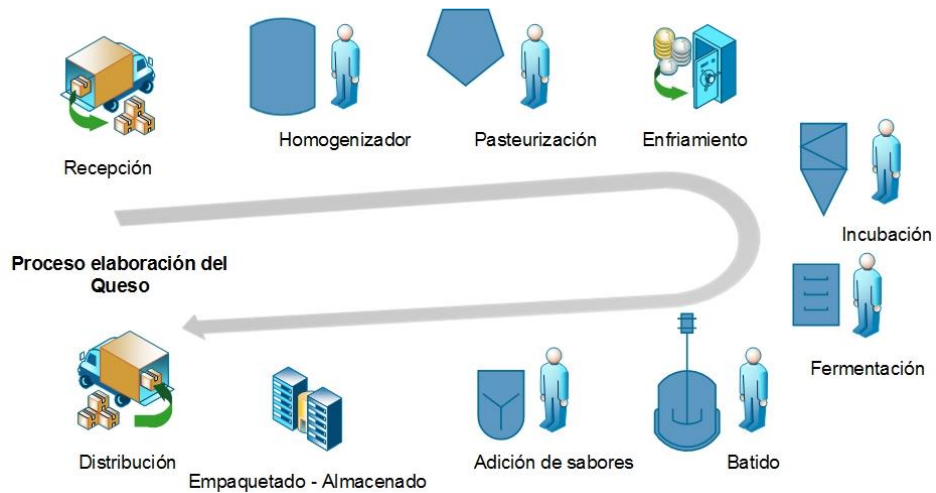 Recepción
Homogenizador
Pasteurización
Enfriamiento
Incubación
Proceso elaboración del
Queso
Fermentación
Distribución
Empaquetado - Almacenado
Adición de sabores
Batido